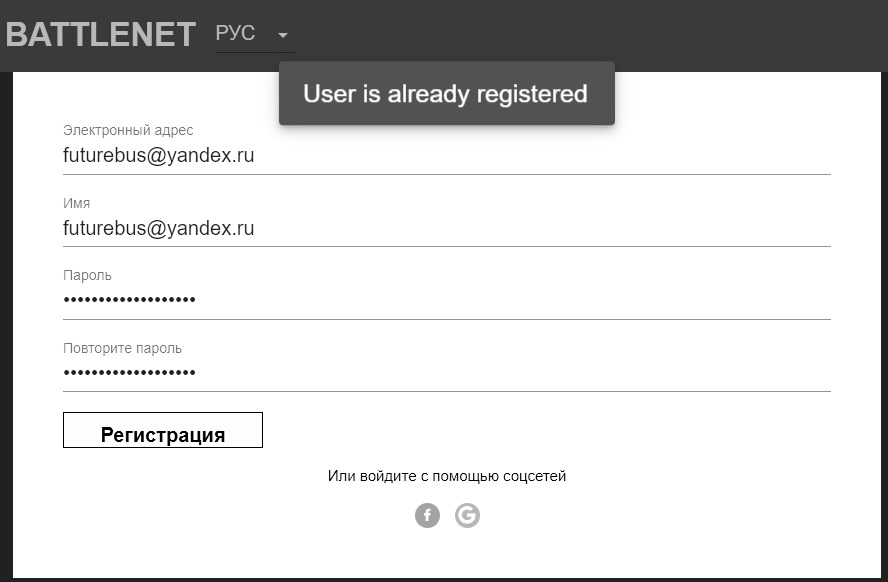 BATTLENET РУС
User is already registered
Электронный адрес
futurebus@yandex.ru
Имя
futurebus@yandex.ru
Пароль
•••••••••••••••••••
Повторите пароль
•••••••••••••••••••
Регистрация
Или войдите с помощью соцсетей
f G